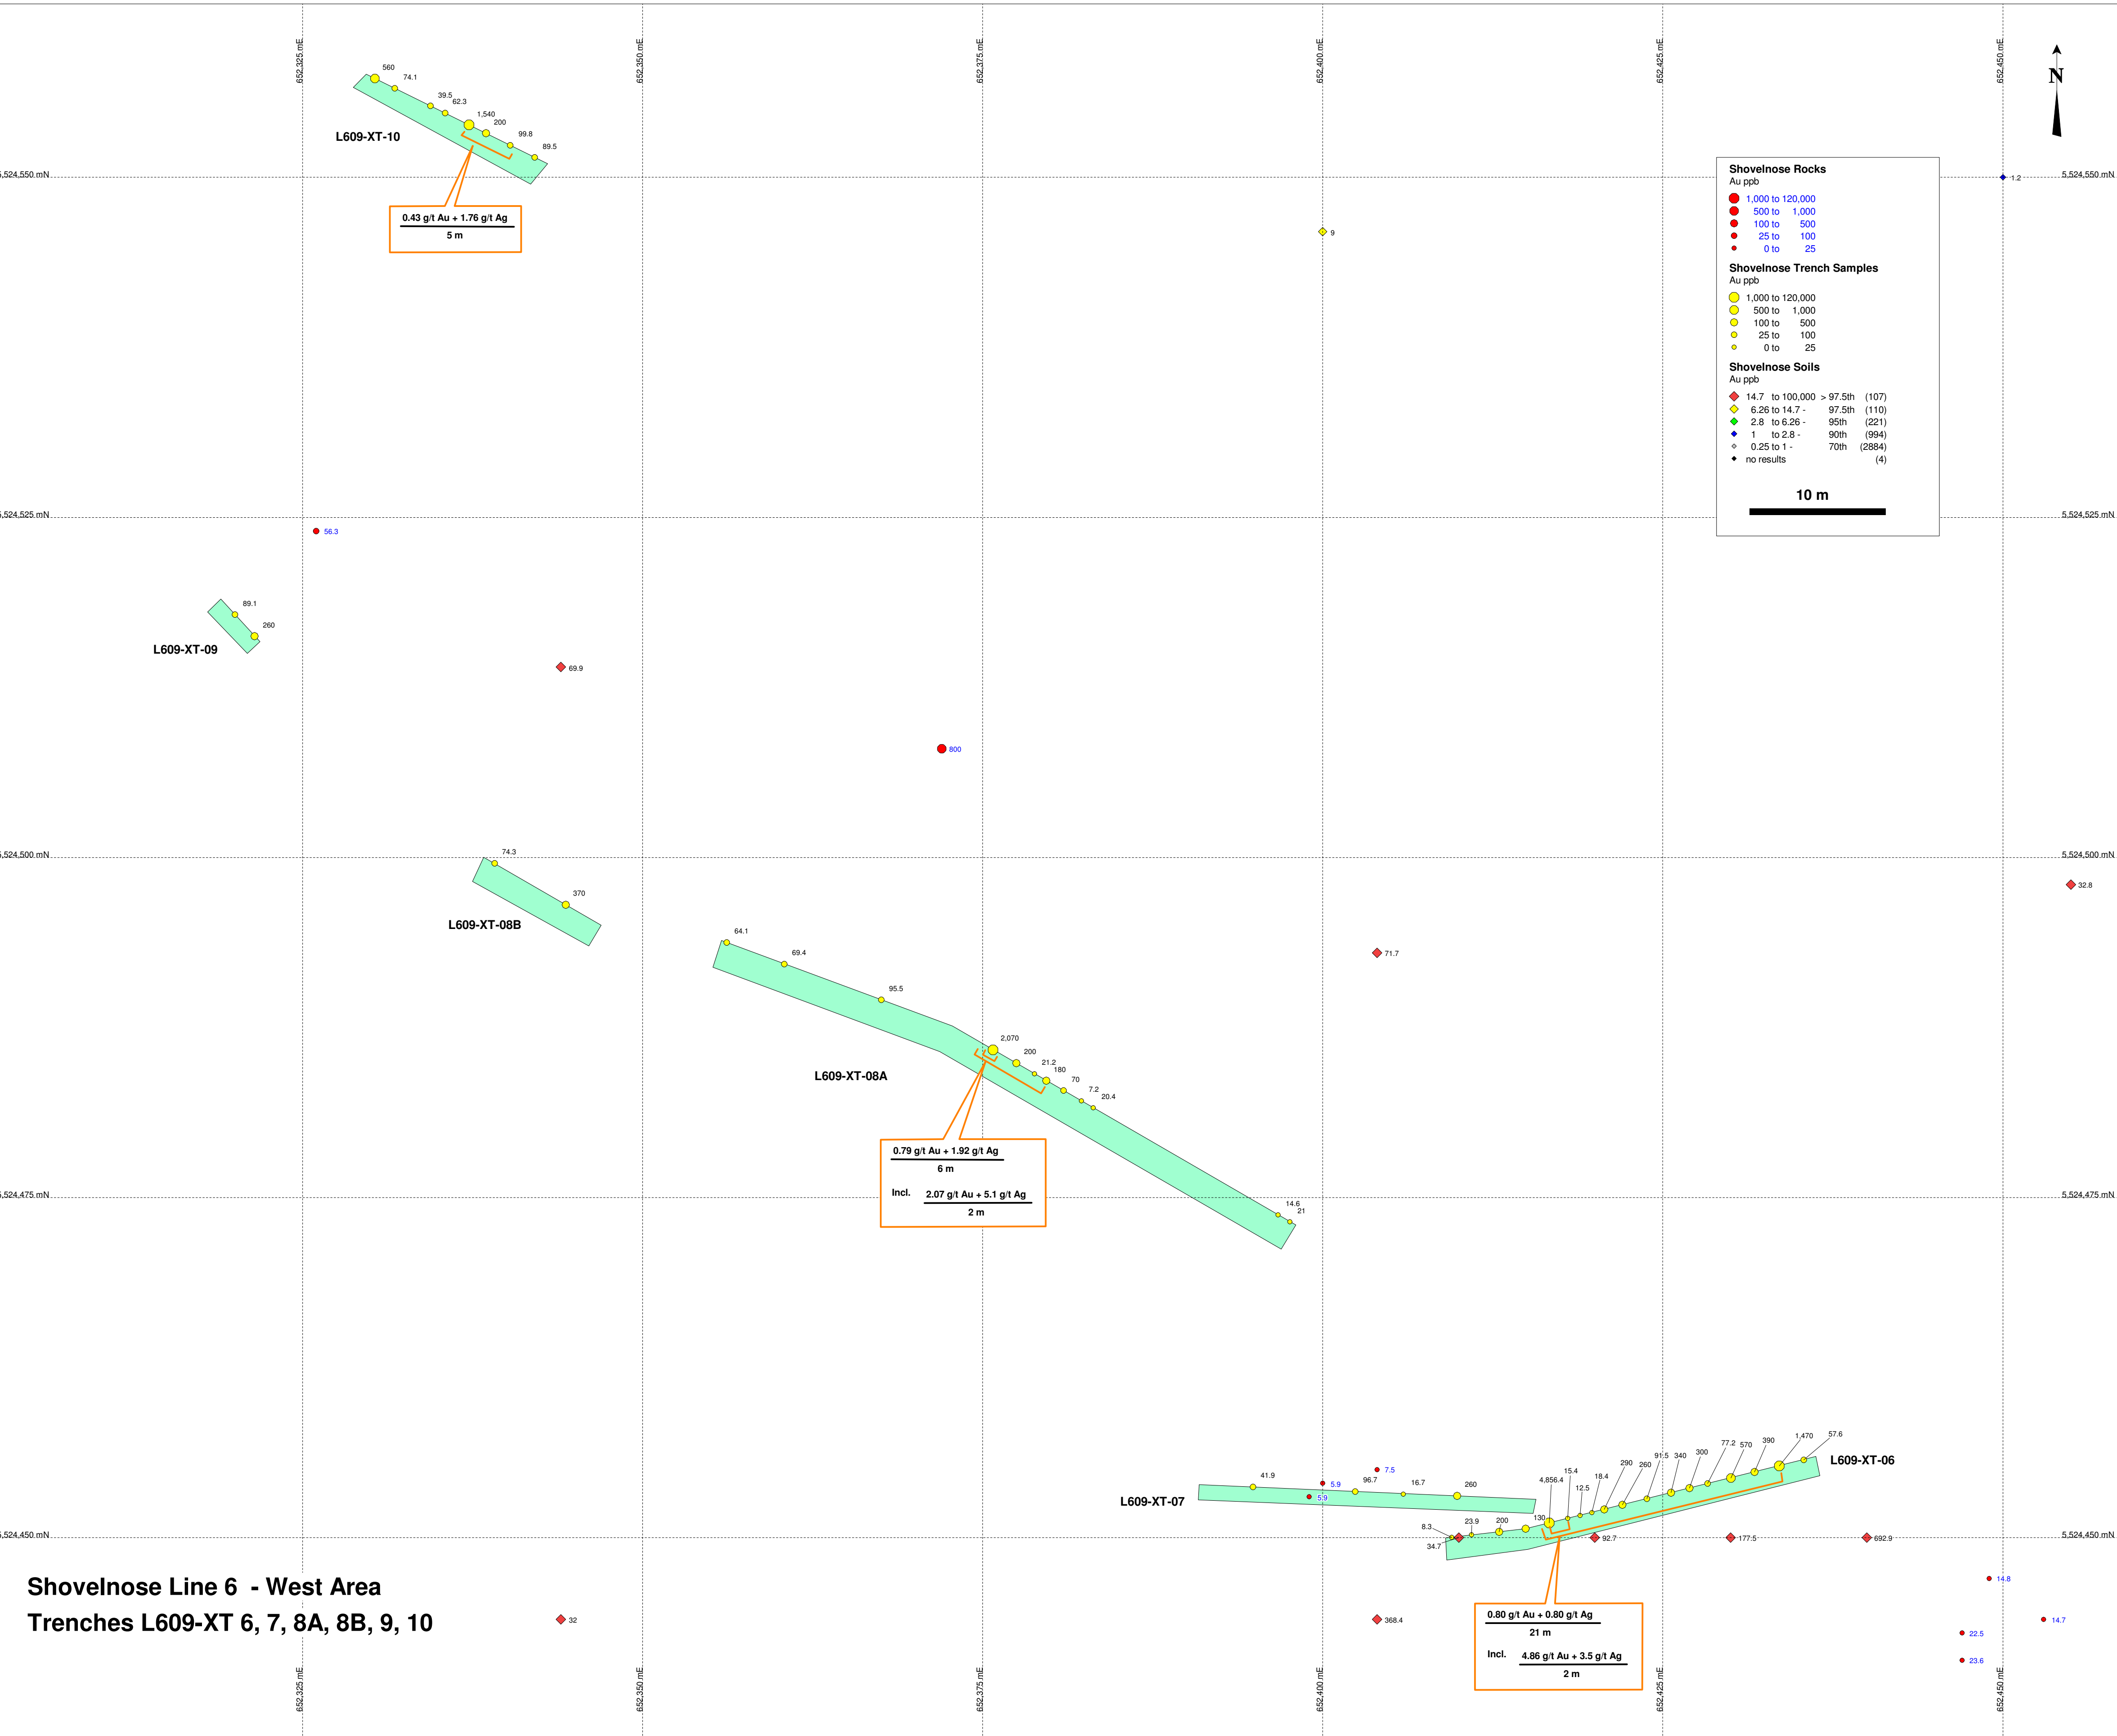 652,325 mE
652,350 mE
652,375 mE
652,400 mE
652,425 mE
652,450 mE
N
560
74.1
39.5
62.3
1,540
200
99.8
89.5
L609-XT-10
5,524,550 mN
5,524,550 mN
1.2
0.43 g/t Au + 1.76 g/t Ag
5 m
9
Shovelnose Rocks
Au ppb
1,000 to 120,000
500 to 1,000
100 to 500
25 to 100
0 to 25
Shovelnose Trench Samples
Au ppb
1,000 to 120,000
500 to 1,000
100 to 500
25 to 100
0 to 25
Shovelnose Soils
Au ppb
14.7 to 100,000 > 97.5th (107)
6.26 to 14.7 - 97.5th (110)
2.8 to 6.26 - 95th (221)
1 to 2.8 - 90th (994)
0.25 to 1 - 70th (2884)
no results (4)
10 m
5,524,525 mN
5,524,525 mN
56.3
89.1
260
L609-XT-09
69.9
800
74.3
370
L609-XT-08B
5,524,500 mN
5,524,500 mN
32.8
64.1
69.4
95.5
71.7
2,070
200
21.2
180
70
7.2
20.4
L609-XT-08A
0.79 g/t Au + 1.92 g/t Ag
6 m
Incl. 2.07 g/t Au + 5.1 g/t Ag
2 m
5,524,475 mN
5,524,475 mN
14.6
21
41.9
5.9
7.5
5.9
96.7
16.7
260
L609-XT-07
8.3
34.7
23.9
200
130
4,856.4
15.4
12.5
18.4
290
260
91.5
340
300
77.2
570
390
1,470
57.6
L609-XT-06
5,524,450 mN
5,524,450 mN
92.7
177.5
692.9
14.8
14.7
22.5
23.6
32
368.4
0.80 g/t Au + 0.80 g/t Ag
21 m
Incl. 4.86 g/t Au + 3.5 g/t Ag
2 m
Shovelnose Line 6 - West Area
Trenches L609-XT 6, 7, 8A, 8B, 9, 10
652,325 mE
652,350 mE
652,375 mE
652,400 mE
652,425 mE
652,450 mE